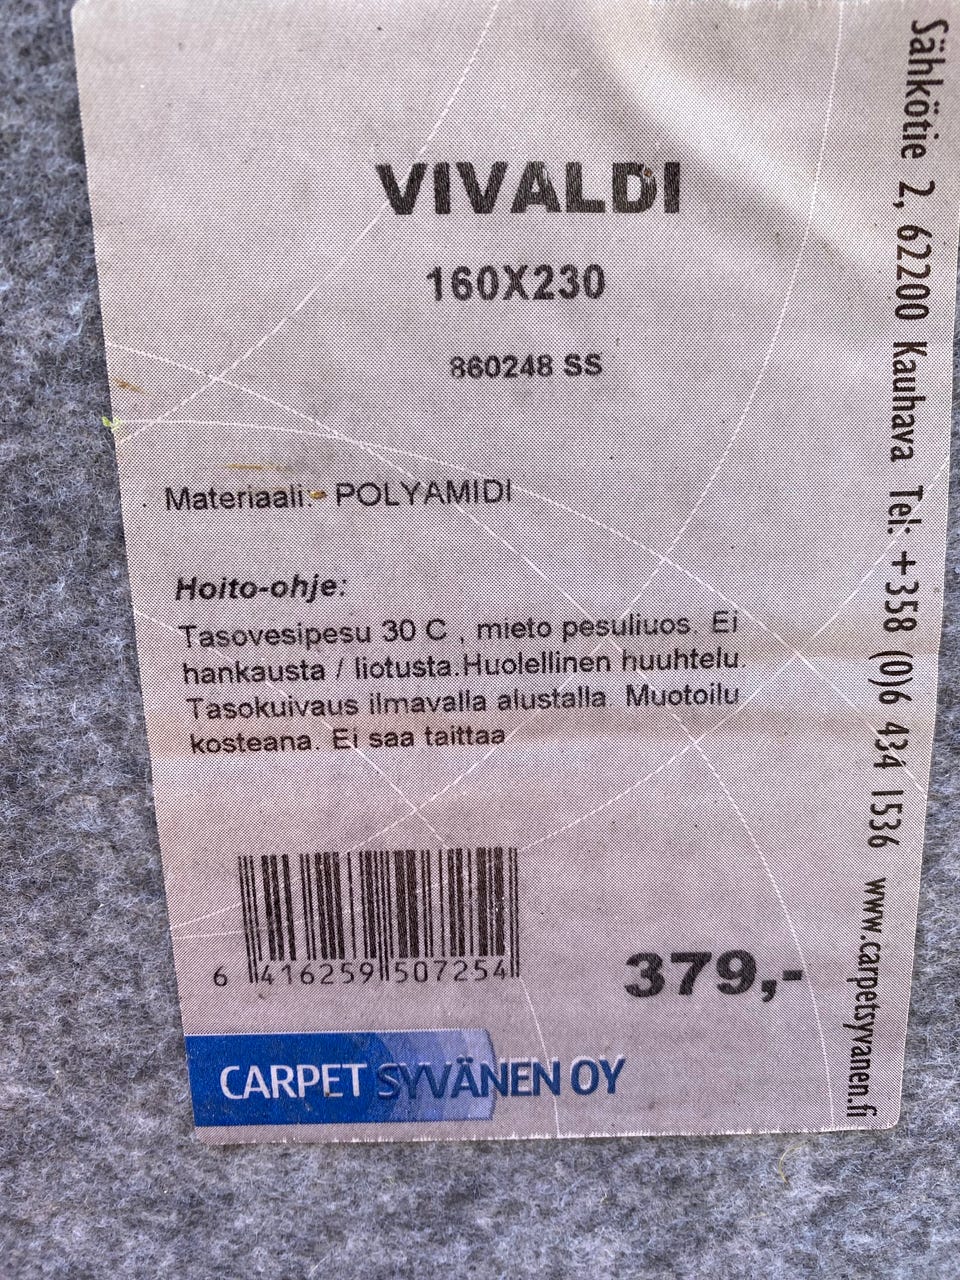 VIVALDI
160X230
860248 SS
Materiaali:- POLYAMIDI
Hoito-ohje:
Tasovesipesu 30 C , mieto pesuliuos. Ei
hankausta / liotusta.Huolellinen huuhtelu.
Tasokuivaus ilmavalla alustalla. Muotoilu
kosteana. Ei saa taittaa
6 416259 507254
379,-
CARPET SYVÄNEN OY
Sähkötie 2, 62200 Kauhava Tel: +358 (0)6 434 1536 www.carpetsyvanen.fi